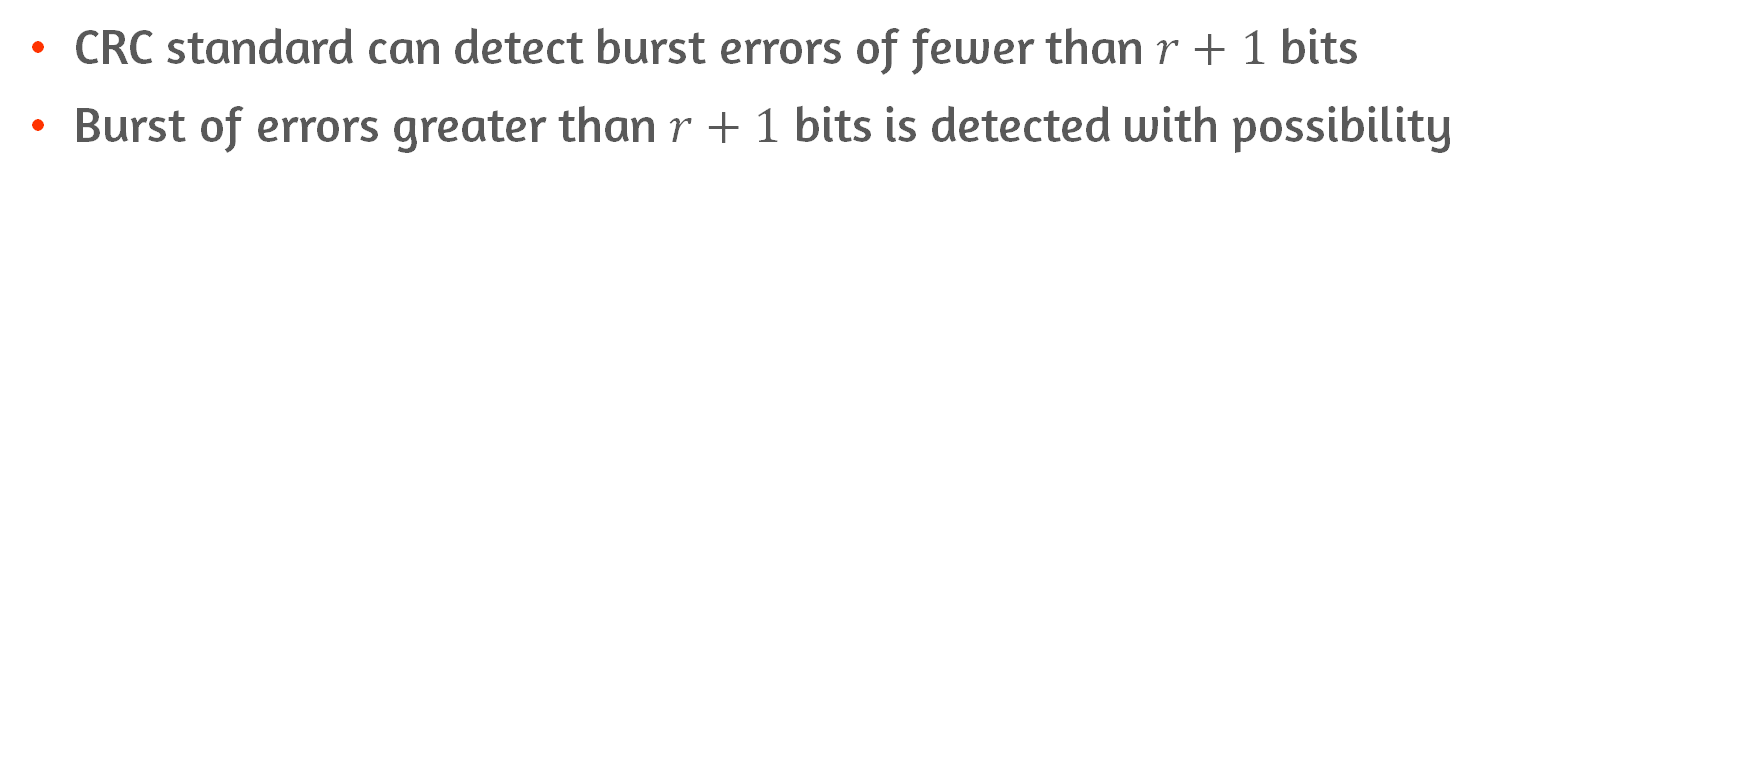 • CRC standard can detect burst errors of fewer than r + 1 bits
• Burst of errors greater than r + 1 bits is detected with possibility